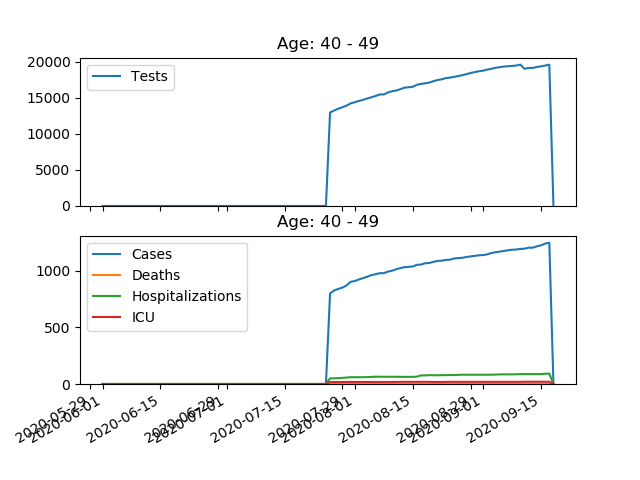 Age: 40 - 49
20000
15000
10000
5000
0
Tests
Age: 40 - 49
1000
500
0
Cases
Deaths
Hospitalizations
ICU
2020-05-29
2020-06-01
2020-06-15
2020-06-29
2020-07-01
2020-07-15
2020-07-29
2020-08-01
2020-08-15
2020-08-29
2020-09-01
2020-09-15